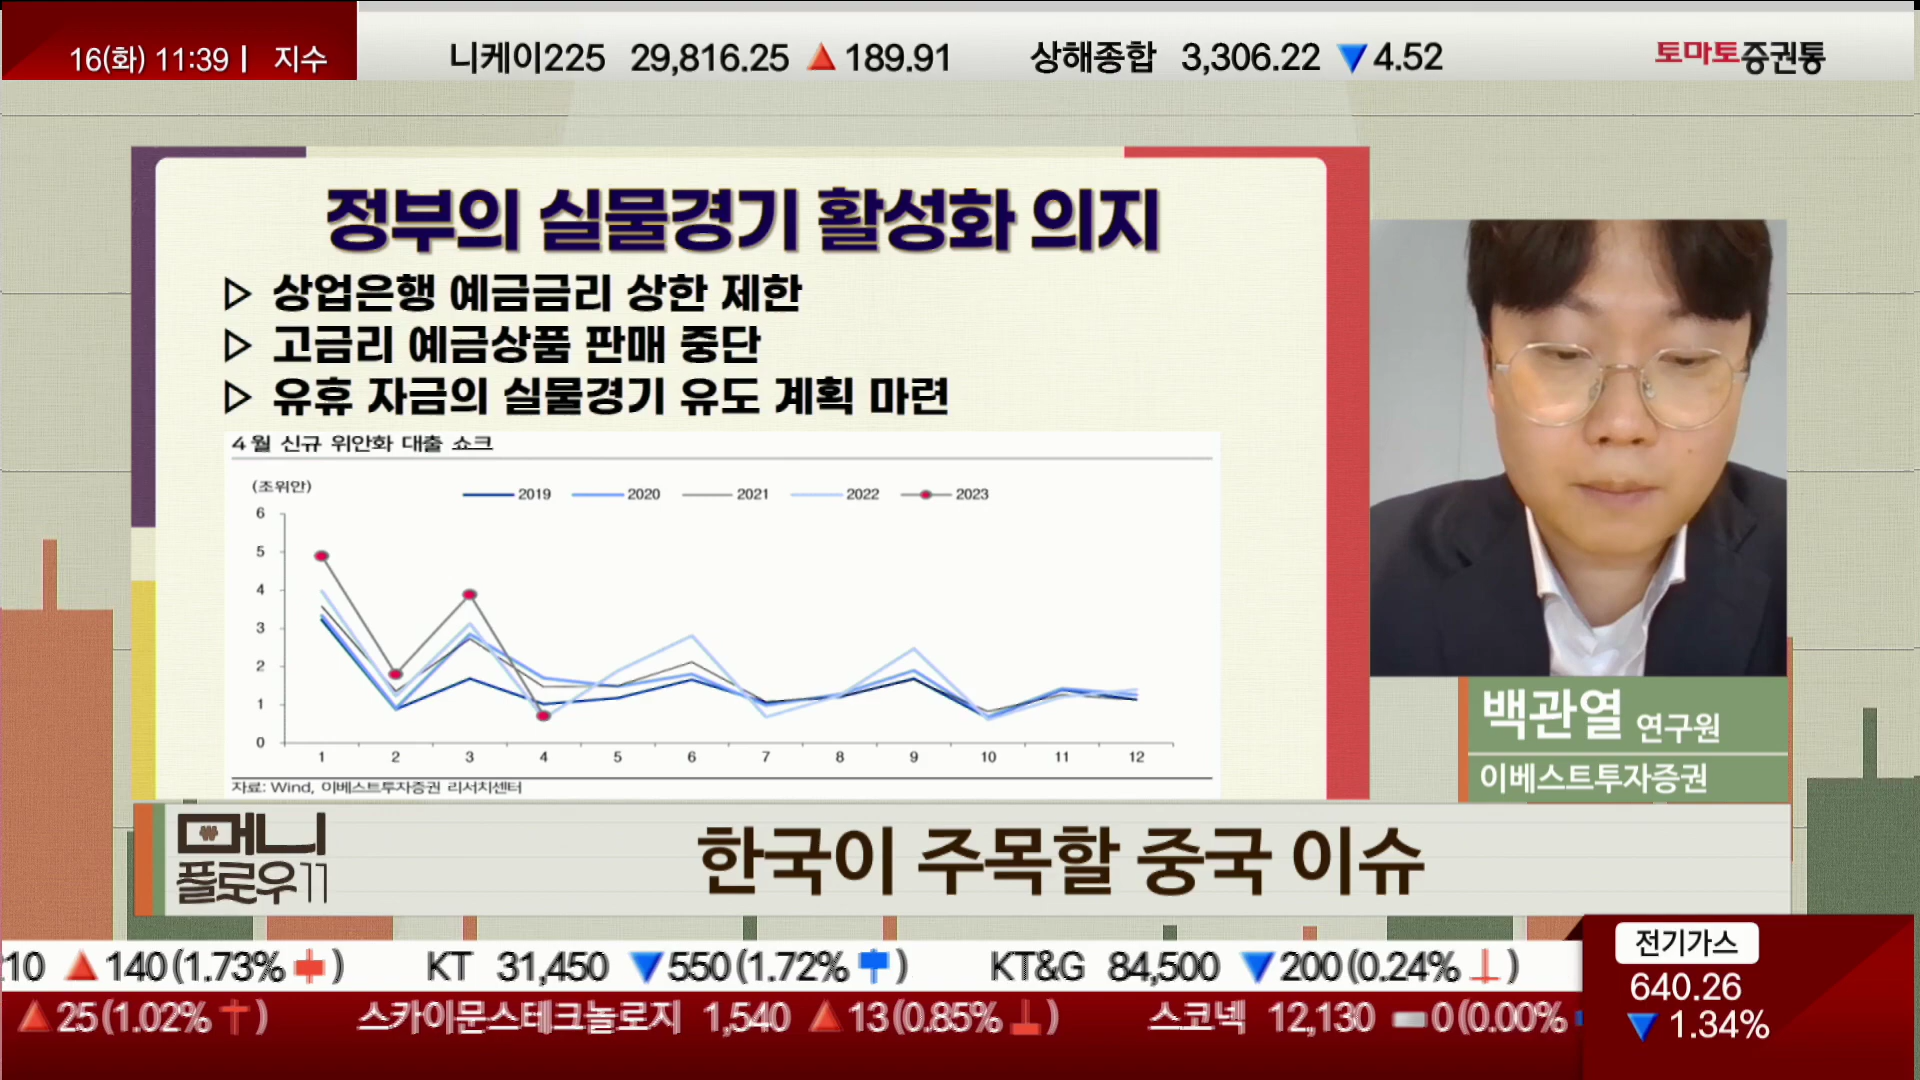 16(화) 11:39 | 지수
니케이225 29,816.25 ▲ 189.91 상해종합 3,306.22 ▼ 4.52
토마토증권통
정부의 실물경기 활성화 의지
▷ 상업은행 예금금리 상한 제한
▷ 고금리 예금상품 판매 중단
▷ 유휴 자금의 실물경기 유도 계획 마련
4월 신규 위안화 대출 쇼크
(조위안)
2019 2020 2021 2022 2023
6
5
4
3
2
1
0
1 2 3 4 5 6 7 8 9 10 11 12
자료: Wind, 이베스트투자증권 리서치센터
백관열 연구원
이베스트투자증권
머니
플로우
한국이 주목할 중국 이슈
10 ▲ 140(1.73% ) KT 31,450 ▼ 550(1.72% ) KT&G 84,500 ▼ 200(0.24% )
▲ 25(1.02% ) 스카이문스테크놀로지 1,540 ▲ 13(0.85% ) 스코넥 12,130 0(0.00%
전기가스
640.26
▼ 1.34%